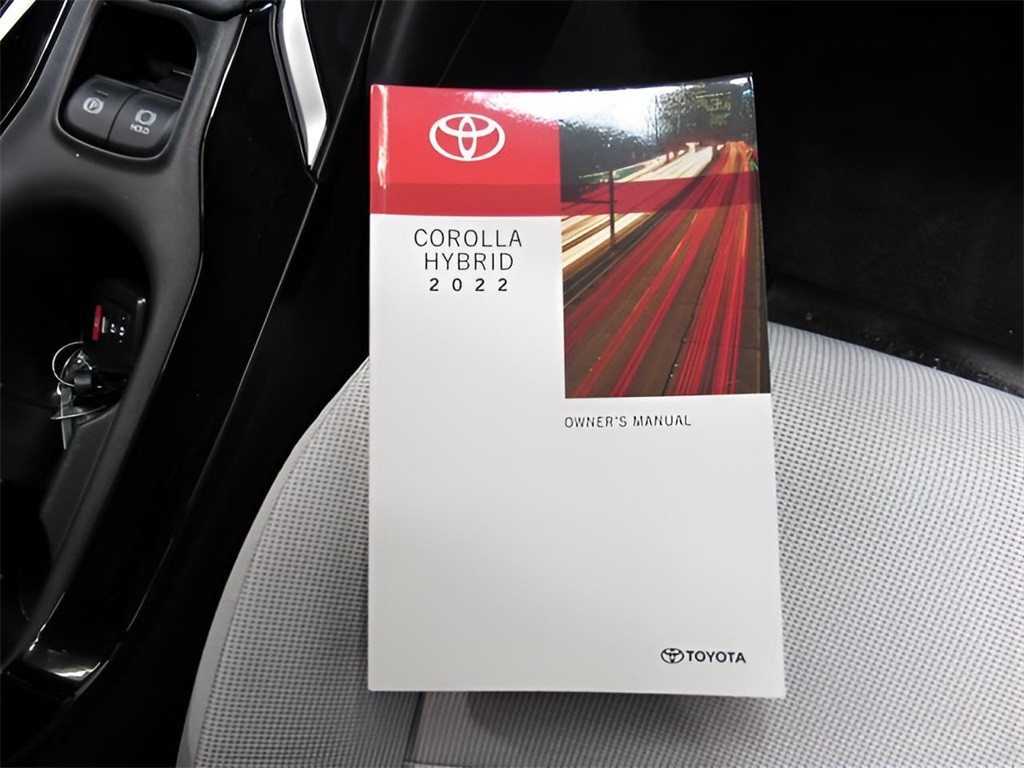 HOLD
COROLLA
HYBRID
2022
OWNER'S MANUAL
TOYOTA